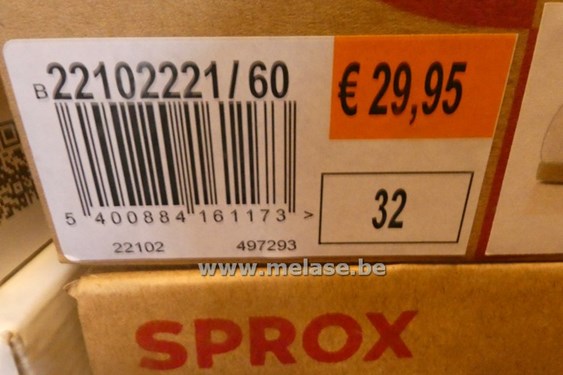 B 22102221/60
€ 29,95
5 400884 161173 >
32
22102 497293
www.melase.be
SPROX